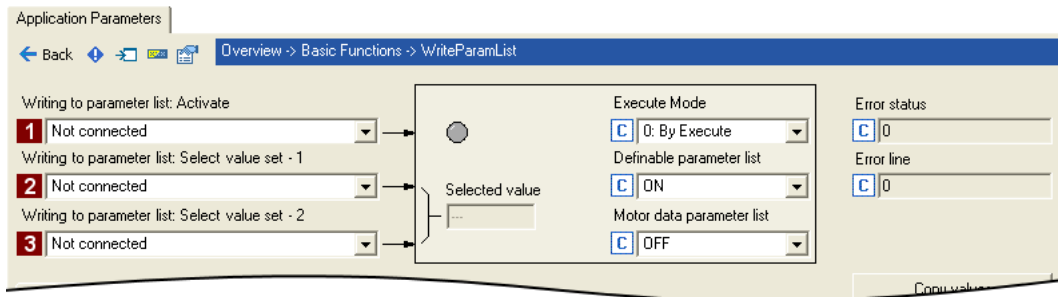 Application Parameters
Back Overview -> Basic Functions -> WriteParamList
Writing to parameter list: Activate
1 Not connected
Writing to parameter list: Select value set - 1
2 Not connected
Writing to parameter list: Select value set - 2
3 Not connected
Selected value
---
Execute Mode
C 0: By Execute
Definable parameter list
C ON
Motor data parameter list
C OFF
Error status
C 0
Error line
C 0
Copy